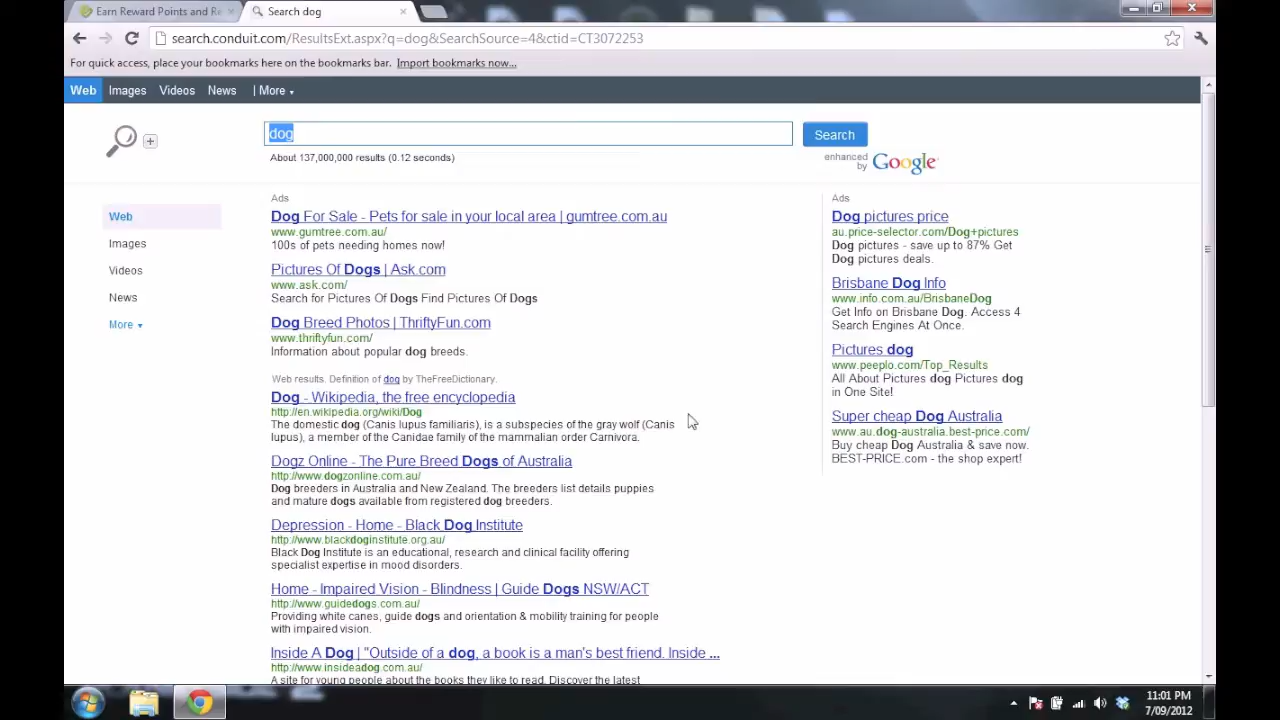 Earn Reward Points and Re
Search dog
search.conduit.com/ResultsExt.aspx?q=dog&SearchSource=4&ctid=CT3072253
For quick access, place your bookmarks here on the bookmarks bar. Import bookmarks now...
Web Images Videos News | More
dog
Search
About 137,000,000 results (0.12 seconds)
enhanced by Google
Web
Images
Videos
News
More
Ads
Dog For Sale - Pets for sale in your local area | gumtree.com.au
www.gumtree.com.au/
100s of pets needing homes now!
Pictures Of Dogs | Ask.com
www.ask.com/
Search for Pictures Of Dogs Find Pictures Of Dogs
Dog Breed Photos | ThriftyFun.com
www.thriftyfun.com/
Information about popular dog breeds.
Web results. Definition of dog by TheFreeDictionary.
Dog - Wikipedia, the free encyclopedia
http://en.wikipedia.org/wiki/Dog
The domestic dog (Canis lupus familiaris), is a subspecies of the gray wolf (Canis
lupus), a member of the Canidae family of the mammalian order Carnivora.
Dogz Online - The Pure Breed Dogs of Australia
http://www.dogzonline.com.au/
Dog breeders in Australia and New Zealand. The breeders list details puppies
and mature dogs available from registered dog breeders.
Depression - Home - Black Dog Institute
http://www.blackdoginstitute.org.au/
Black Dog Institute is an educational, research and clinical facility offering
specialist expertise in mood disorders.
Home - Impaired Vision - Blindness | Guide Dogs NSW/ACT
http://www.guidedogs.com.au/
Providing white canes, guide dogs and orientation & mobility training for people
with impaired vision.
Inside A Dog | "Outside of a dog, a book is a man's best friend. Inside ...
http://www.insideadog.com.au/
A site for young people about the books they like to read. Discover the latest
Ads
Dog pictures price
au.price-selector.com/Dog+pictures
Dog pictures - save up to 87% Get
Dog pictures deals.
Brisbane Dog Info
www.info.com.au/BrisbaneDog
Get Info on Brisbane Dog. Access 4
Search Engines At Once.
Pictures dog
www.peeplo.com/Top_Results
All About Pictures dog Pictures dog
in One Site!
Super cheap Dog Australia
www.au.dog-australia.best-price.com/
Buy cheap Dog Australia & save now.
BEST-PRICE.com - the shop expert!
11:01 PM
7/09/2012